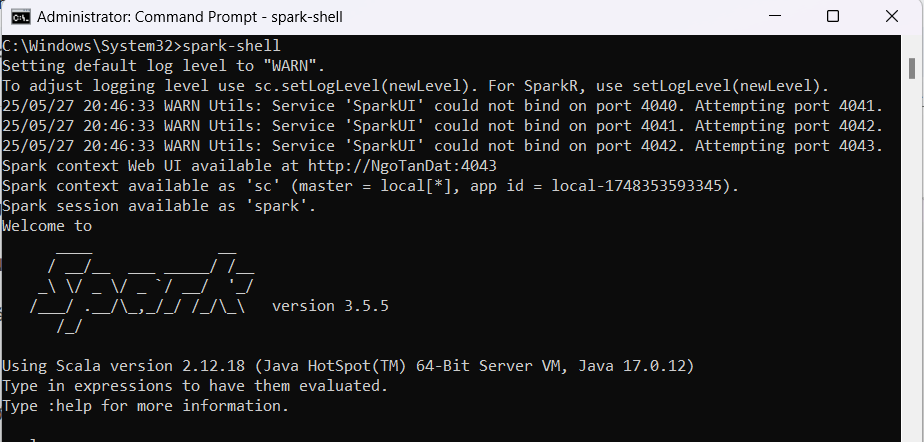 Administrator: Command Prompt - spark-shell
C:\Windows\System32>spark-shell
Setting default log level to "WARN".
To adjust logging level use sc.setLogLevel(newLevel). For SparkR, use setLogLevel(newLevel).
25/05/27 20:46:33 WARN Utils: Service 'SparkUI' could not bind on port 4040. Attempting port 4041.
25/05/27 20:46:33 WARN Utils: Service 'SparkUI' could not bind on port 4041. Attempting port 4042.
25/05/27 20:46:33 WARN Utils: Service 'SparkUI' could not bind on port 4042. Attempting port 4043.
Spark context Web UI available at http://NgoTanDat:4043
Spark context available as 'sc' (master = local[*], app id = local-1748353593345).
Spark session available as 'spark'.
Welcome to
      ____              __
     / __/__  ___ _____/ /__
    _\ \/ _ \/ _ `/ __/  '_/
   /___/ .__/\_,_/_/ /_/\_\   version 3.5.5
      /_/
Using Scala version 2.12.18 (Java HotSpot(TM) 64-Bit Server VM, Java 17.0.12)
Type in expressions to have them evaluated.
Type :help for more information.